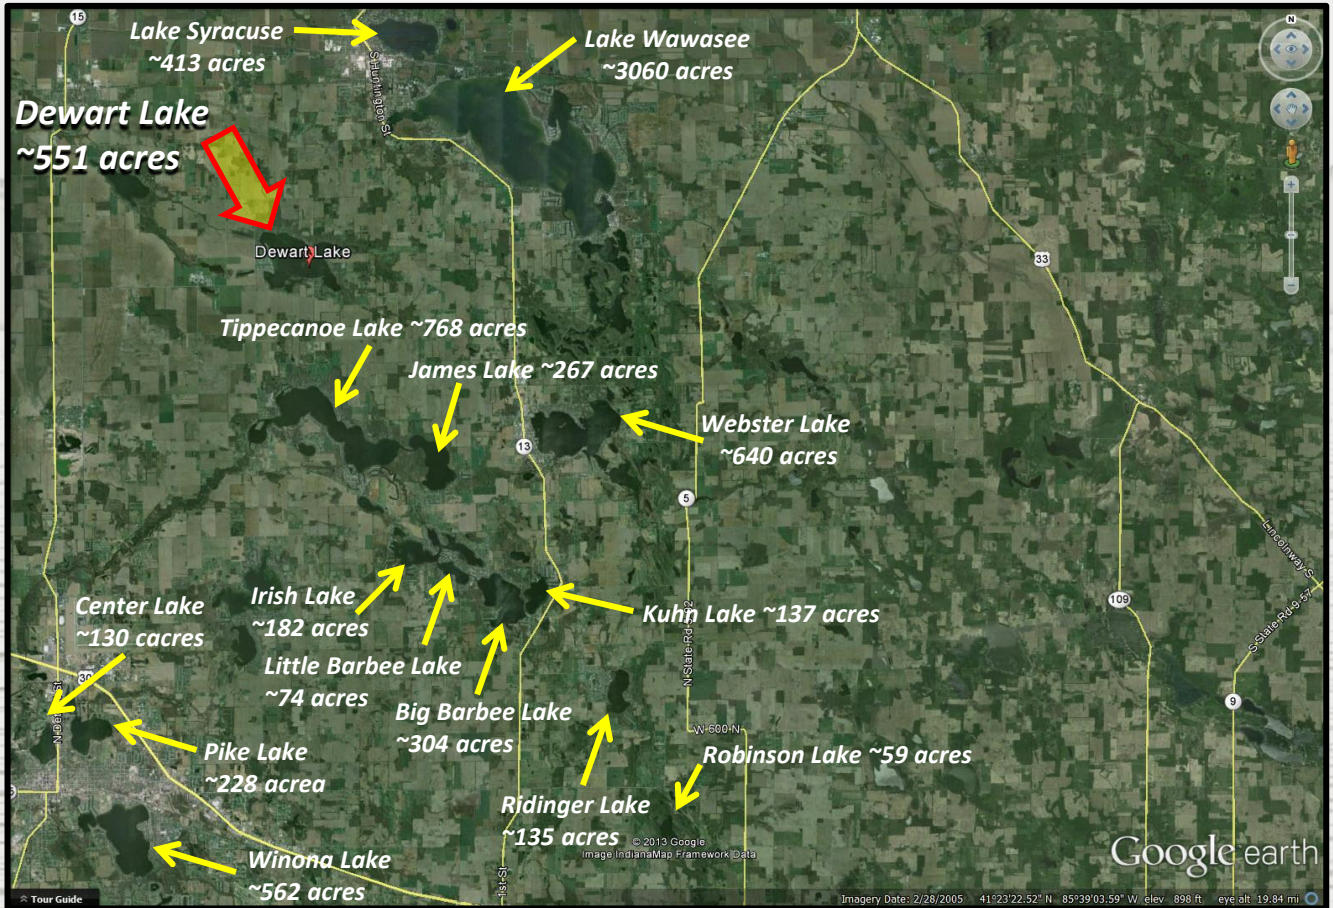 15
Lake Syracuse
~413 acres
Lake Wawasee
~3060 acres
N
S Huntington St
Dewart Lake
~551 acres
Dewart Lake
33
Tippecanoe Lake ~768 acres
James Lake ~267 acres
Webster Lake
~640 acres
13
5
Lincolnway S
Irish Lake
~182 acres
Kuhn Lake ~137 acres
109
Center Lake
~130 cacres
Little Barbee Lake
~74 acres
S State Rd 9-57
N State Rd
30
9
Big Barbee Lake
~304 acres
W 600 N
Pike Lake
~228 acrea
Robinson Lake ~59 acres
Ridinger Lake
~135 acres
© 2013 Google
Image IndianaMap Framework Data
Google earth
Winona Lake
~562 acres
1st St
Tour Guide
Imagery Date: 2/28/2005 41°23'22.52" N 85°39'03.59" W elev 898 ft eye alt 19.84 mi